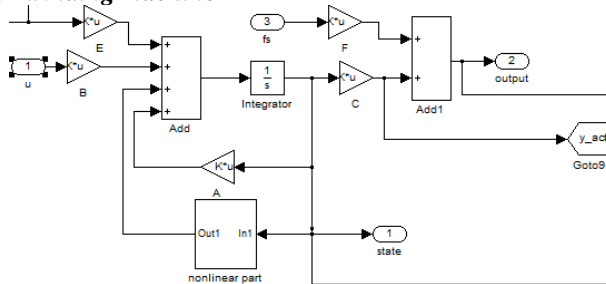 K*u
E
1
u
K*u
B
+
+
+
+
Add
1
s
Integrator
3
fs
K*u
F
K*u
C
+
+
Add1
2
output
y_act
Goto9
K*u
A
Out1
In1
nonlinear part
1
state